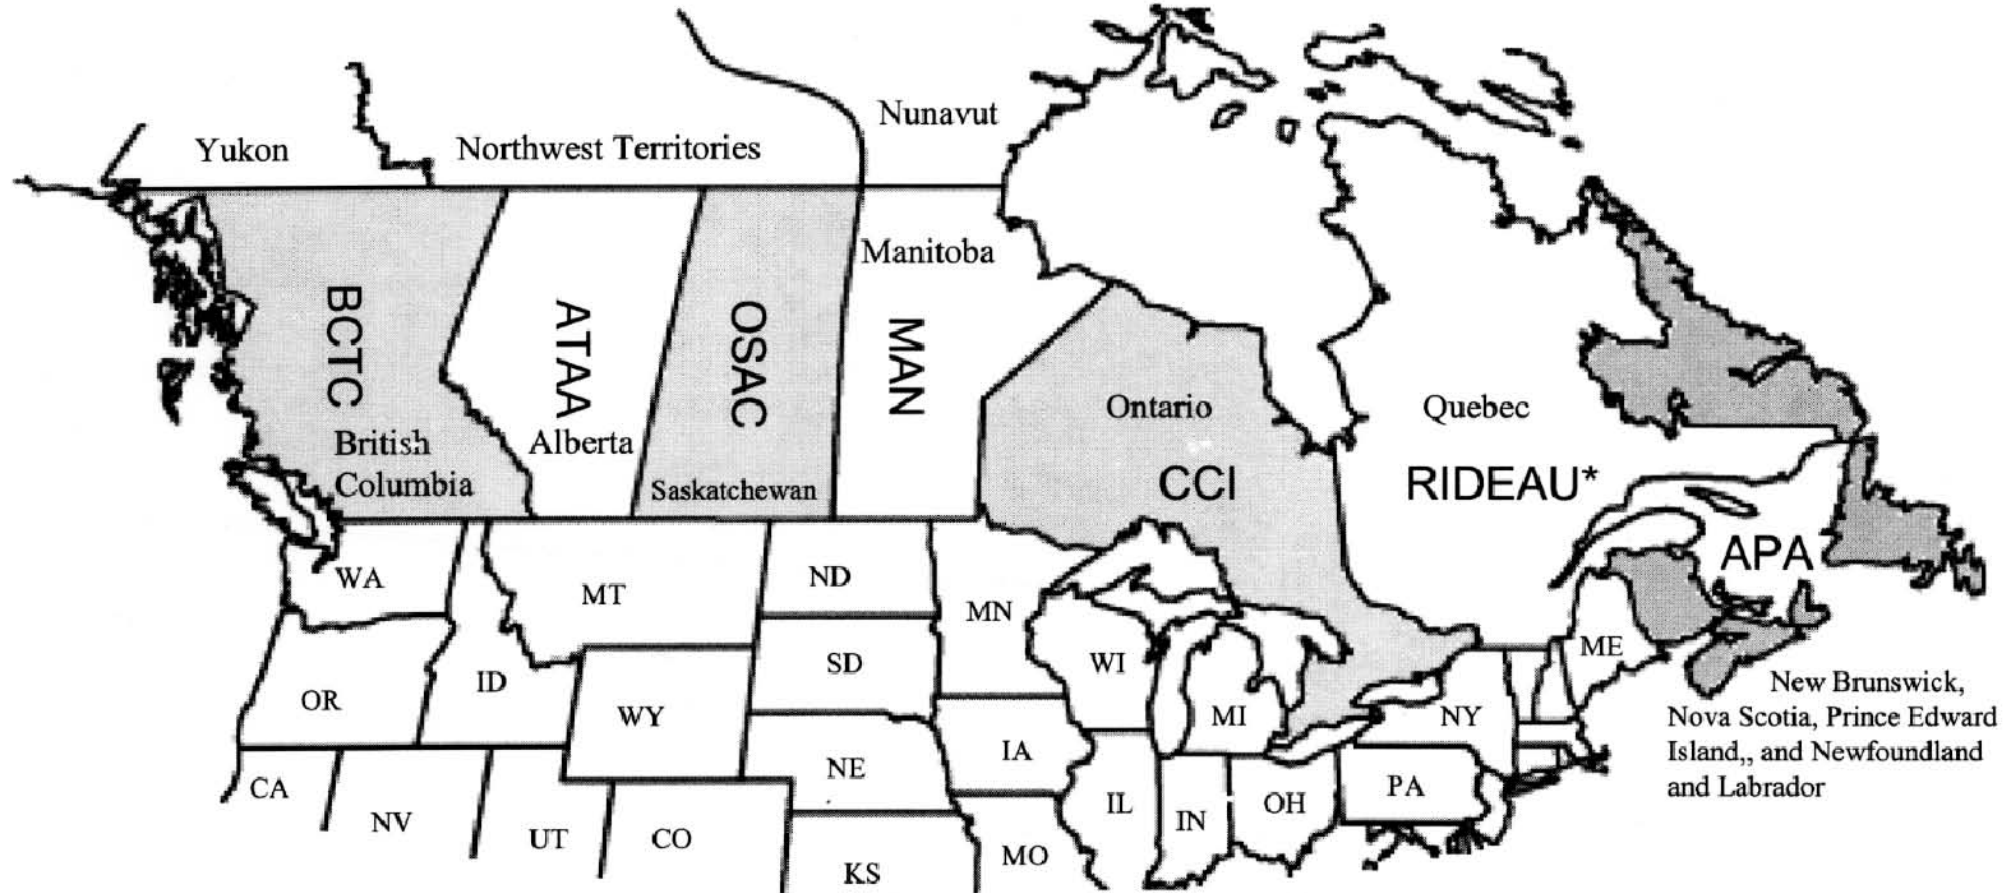 Yukon
Northwest Territories
Nunavut
Manitoba
BCTC
ATAA
OSAC
MAN
British
Columbia
Alberta
Saskatchewan
Ontario
CCI
Quebec
RIDEAU*
APA
WA
MT
ND
MN
OR
ID
WY
SD
WI
MI
NY
ME
New Brunswick,
Nova Scotia, Prince Edward
Island,, and Newfoundland
and Labrador
CA
NV
UT
CO
NE
KS
IA
MO
IL
IN
OH
PA